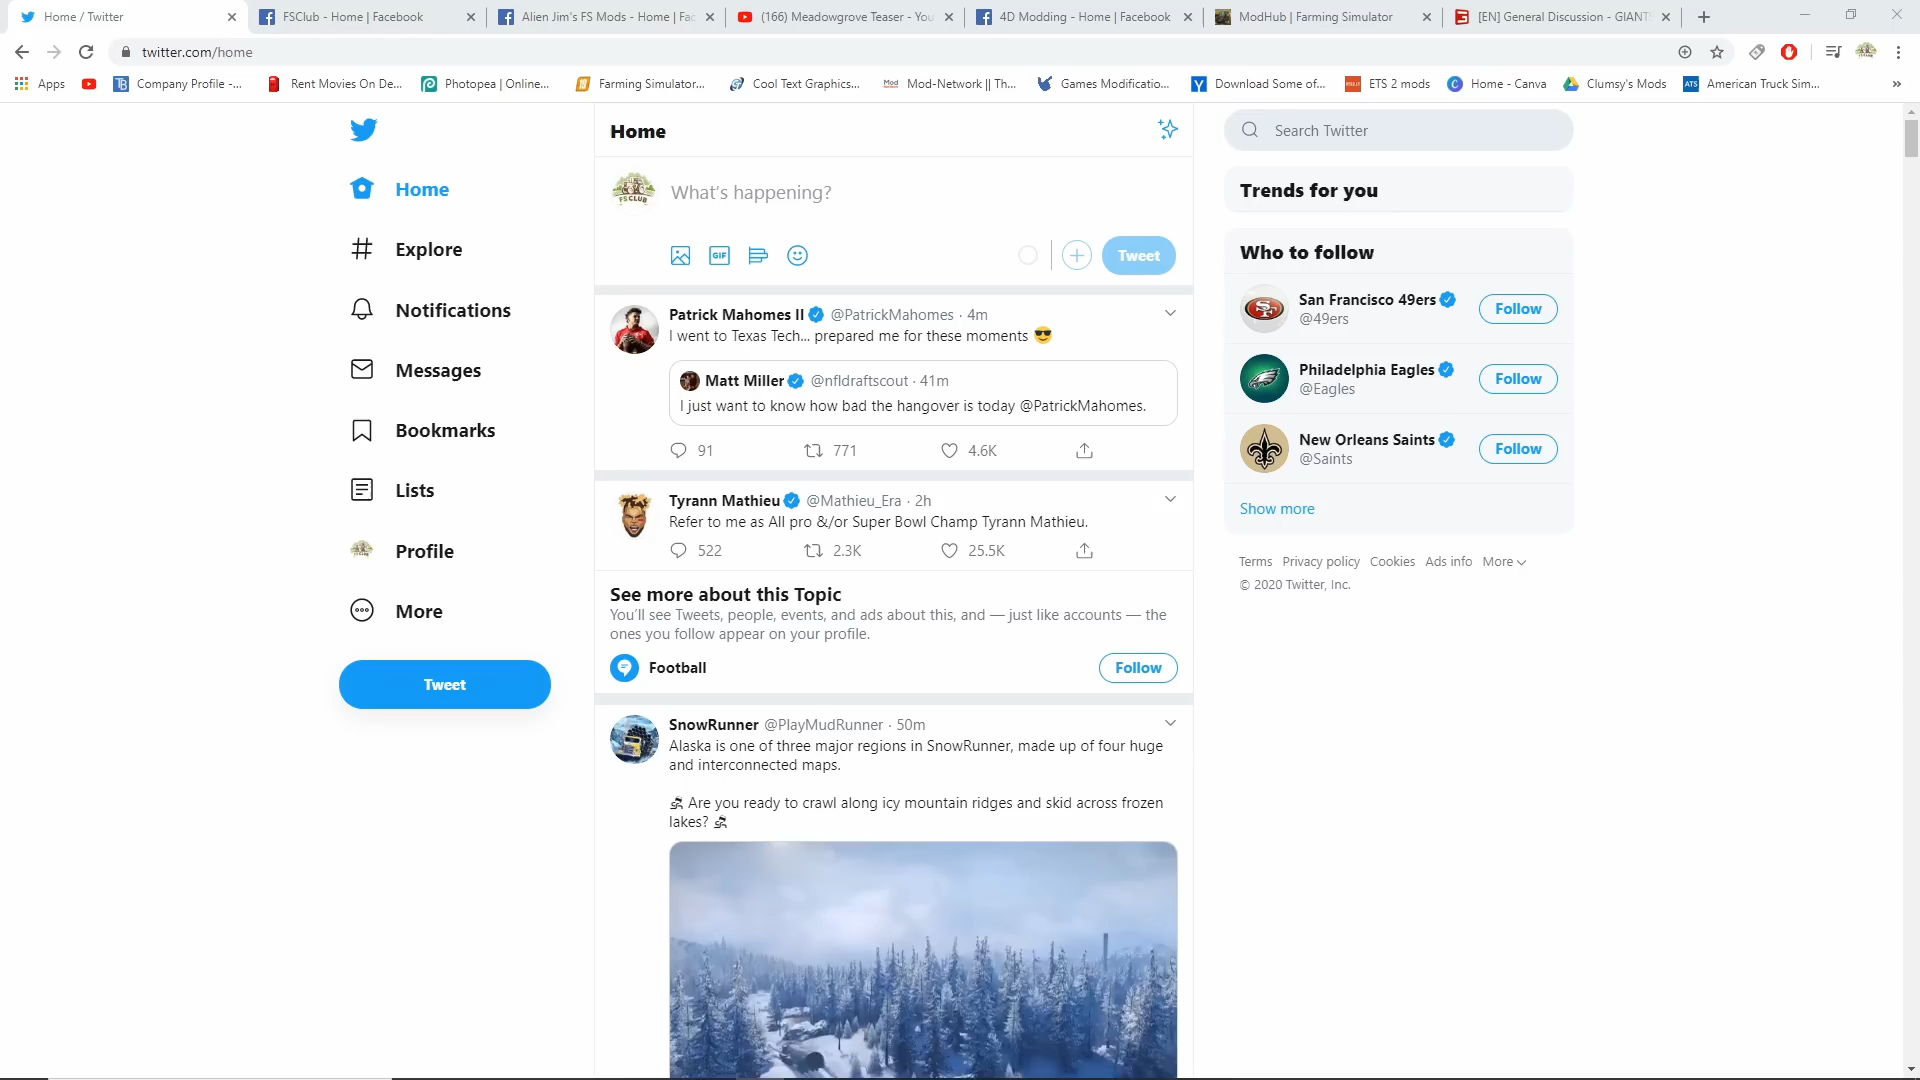 Home / Twitter
FSClub - Home | Facebook
Alien Jim's FS Mods - Home | Fac
(166) Meadowgrove Teaser - You
4D Modding - Home | Facebook
ModHub | Farming Simulator
[EN] General Discussion - GIANT
twitter.com/home
Apps
Company Profile -...
Rent Movies On De...
Photopea | Online...
Farming Simulator...
Cool Text Graphics...
Mod-Network || Th...
Games Modificatio...
Download Some of...
ETS 2 mods
Home - Canva
Clumsy's Mods
American Truck Sim...
Home
Explore
Notifications
Messages
Bookmarks
Lists
Profile
More
Tweet
Home
FS CLUB
What's happening?
GIF
Tweet
Patrick Mahomes II @PatrickMahomes · 4m
I went to Texas Tech... prepared me for these moments 😎
Matt Miller @nfldraftscout · 41m
I just want to know how bad the hangover is today @PatrickMahomes.
91 771 4.6K
Tyrann Mathieu @Mathieu_Era · 2h
Refer to me as All pro &/or Super Bowl Champ Tyrann Mathieu.
522 2.3K 25.5K
See more about this Topic
You'll see Tweets, people, events, and ads about this, and — just like accounts — the
ones you follow appear on your profile.
Football
Follow
SnowRunner @PlayMudRunner · 50m
Alaska is one of three major regions in SnowRunner, made up of four huge
and interconnected maps.
Are you ready to crawl along icy mountain ridges and skid across frozen
lakes?
Search Twitter
Trends for you
Who to follow
San Francisco 49ers
@49ers
Follow
Philadelphia Eagles
@Eagles
Follow
New Orleans Saints
@Saints
Follow
Show more
Terms Privacy policy Cookies Ads info More
© 2020 Twitter, Inc.